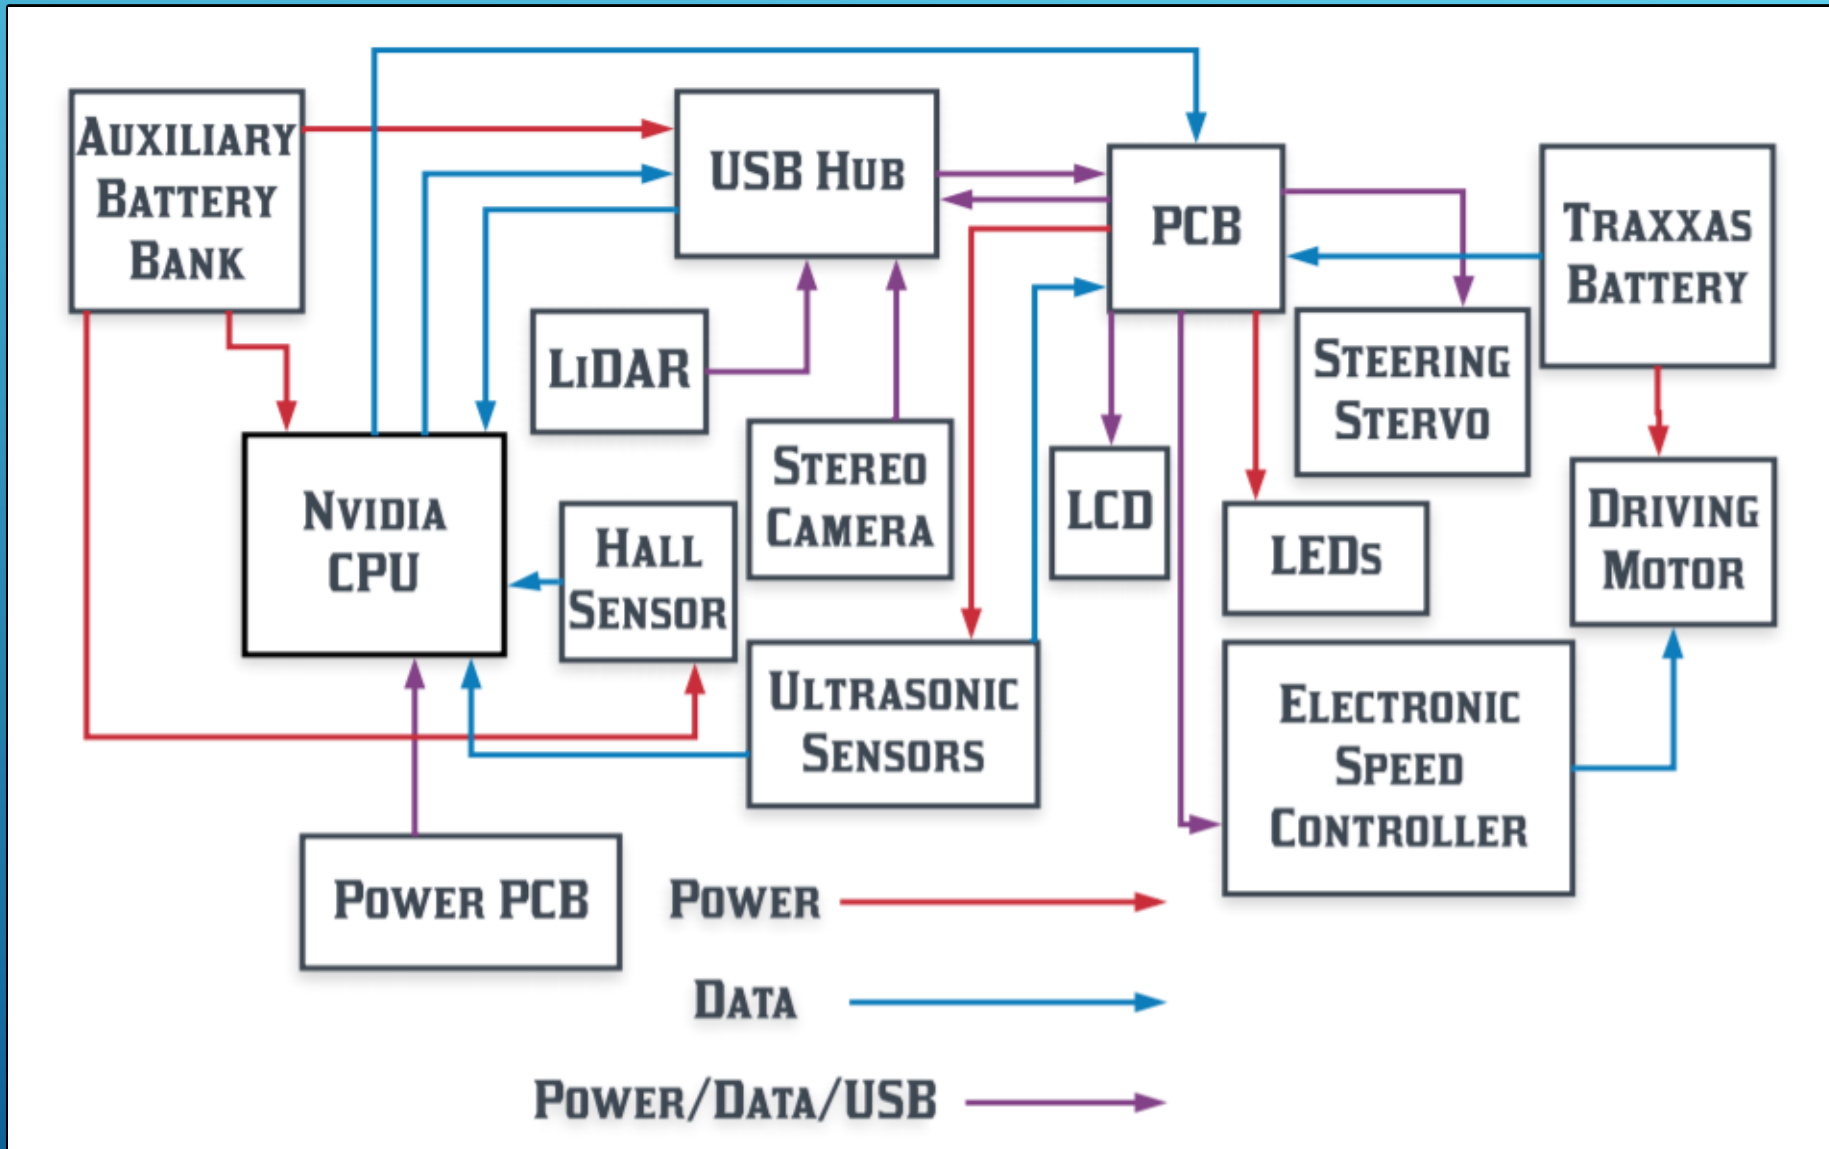 Auxiliary
Battery
Bank
USB Hub
PCB
Traxxas
Battery
LiDAR
Steering
Stervo
Stereo
Camera
LCD
Nvidia
CPU
Hall
Sensor
LEDs
Driving
Motor
Ultrasonic
Sensors
Electronic
Speed
Controller
Power PCB
Power
Data
Power/Data/USB